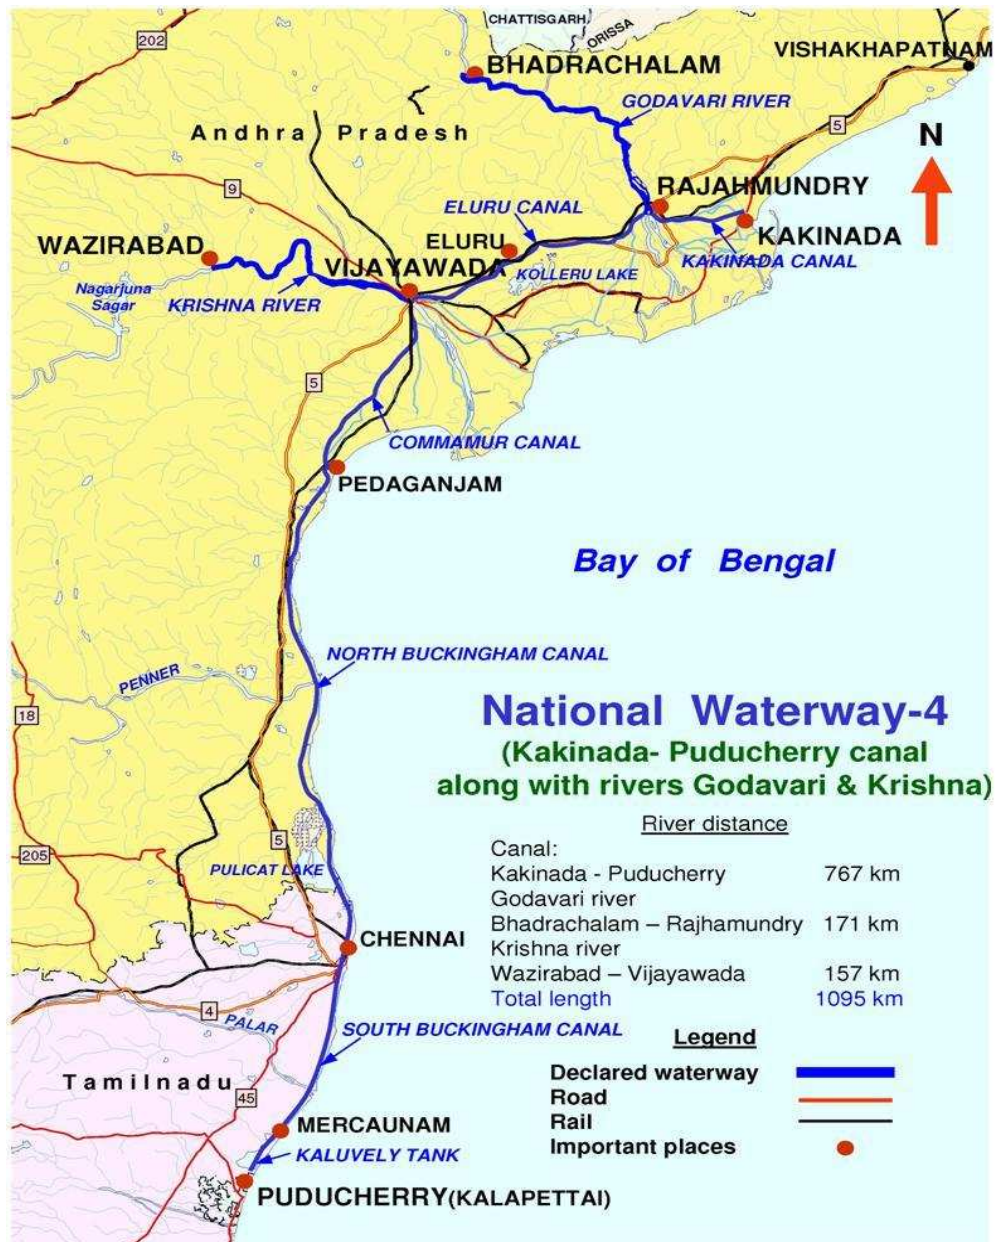 CHATTISGARH
ORISSA
202
VISHAKHAPATNAM
BHADRACHALAM
GODAVARI RIVER
5
Andhra Pradesh
N
9
RAJAHMUNDRY
ELURU CANAL
WAZIRABAD
ELURU
KAKINADA
VIJAYAWADA
KOLLERU LAKE
KAKINADA CANAL
Nagarjuna
Sagar
KRISHNA RIVER
5
COMMAMUR CANAL
PEDAGANJAM
Bay of Bengal
NORTH BUCKINGHAM CANAL
PENNER
18
National Waterway-4
(Kakinada- Puducherry canal
along with rivers Godavari & Krishna)
River distance
Canal:
Kakinada - Puducherry 767 km
Godavari river
Bhadrachalam – Rajhamundry 171 km
Krishna river
Wazirabad – Vijayawada 157 km
Total length 1095 km
5
205
PULICAT LAKE
CHENNAI
4
PALAR
SOUTH BUCKINGHAM CANAL
Legend
Declared waterway
Road
Rail
Important places
Tamilnadu
45
MERCAUNAM
KALUVELY TANK
PUDUCHERRY(KALAPETTAI)